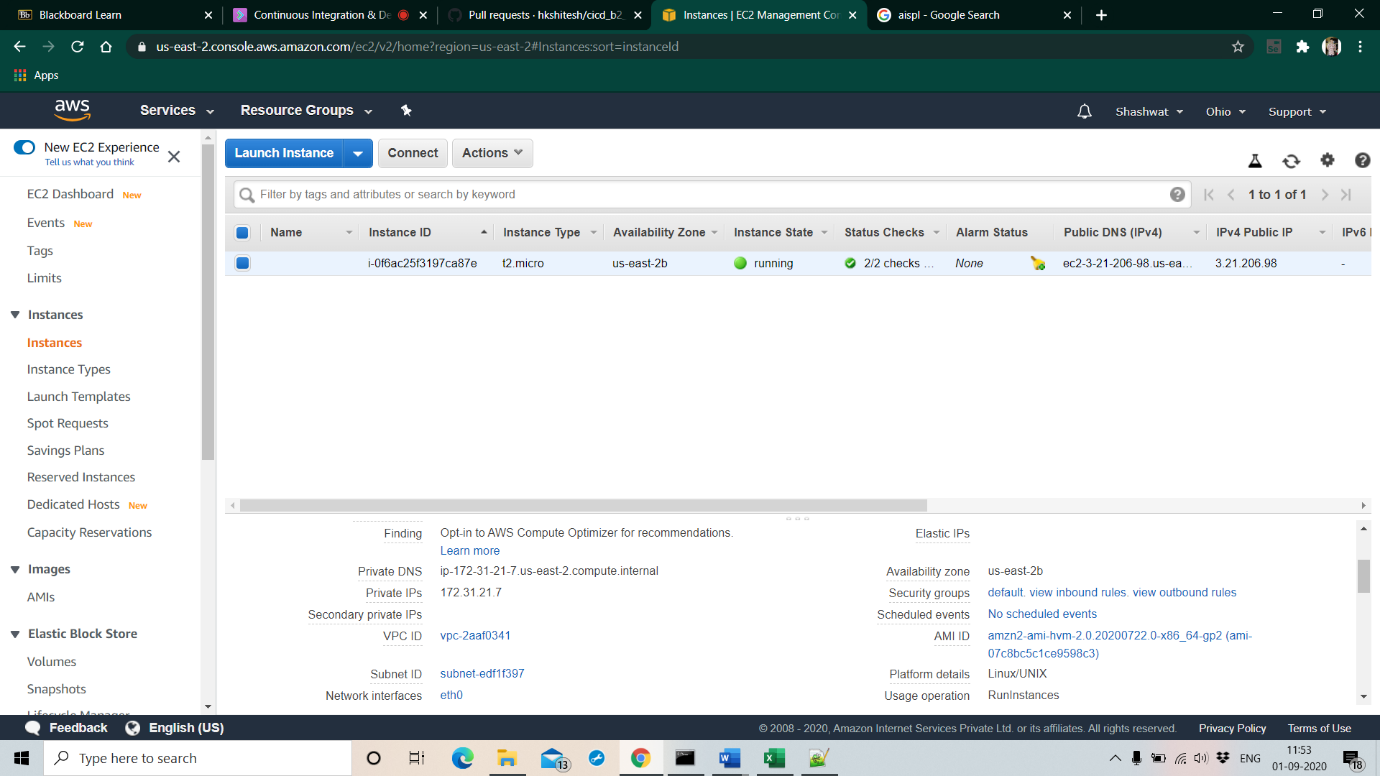 Blackboard Learn
Continuous Integration & De
Pull requests · hkshitesh/cicd_b2_
Instances | EC2 Management Con
aispl - Google Search
us-east-2.console.aws.amazon.com/ec2/v2/home?region=us-east-2#Instances:sort=instanceId
Apps
aws
Services
Resource Groups
Shashwat
Ohio
Support
New EC2 Experience
Tell us what you think
Launch Instance
Connect
Actions
EC2 Dashboard New
Events New
Tags
Limits
Instances
Instances
Instance Types
Launch Templates
Spot Requests
Savings Plans
Reserved Instances
Dedicated Hosts New
Capacity Reservations
Images
AMIs
Elastic Block Store
Volumes
Snapshots
Lifecycle Manager
Filter by tags and attributes or search by keyword
1 to 1 of 1
Name Instance ID Instance Type Availability Zone Instance State Status Checks Alarm Status Public DNS (IPv4) IPv4 Public IP IPv6 I
i-0f6ac25f3197ca87e t2.micro us-east-2b running 2/2 checks ... None ec2-3-21-206-98.us-ea... 3.21.206.98 -
Finding Opt-in to AWS Compute Optimizer for recommendations.
Learn more
Elastic IPs
Private DNS ip-172-31-21-7.us-east-2.compute.internal
Availability zone us-east-2b
Private IPs 172.31.21.7
Security groups default. view inbound rules. view outbound rules
Secondary private IPs
Scheduled events No scheduled events
VPC ID vpc-2aaf0341
AMI ID amzn2-ami-hvm-2.0.20200722.0-x86_64-gp2 (ami-
07c8bc5c1ce9598c3)
Subnet ID subnet-edf1f397
Platform details Linux/UNIX
Network interfaces eth0
Usage operation RunInstances
Feedback
English (US)
© 2008 - 2020, Amazon Internet Services Private Ltd. or its affiliates. All rights reserved.
Privacy Policy
Terms of Use
Type here to search
13
ENG
11:53
01-09-2020
18